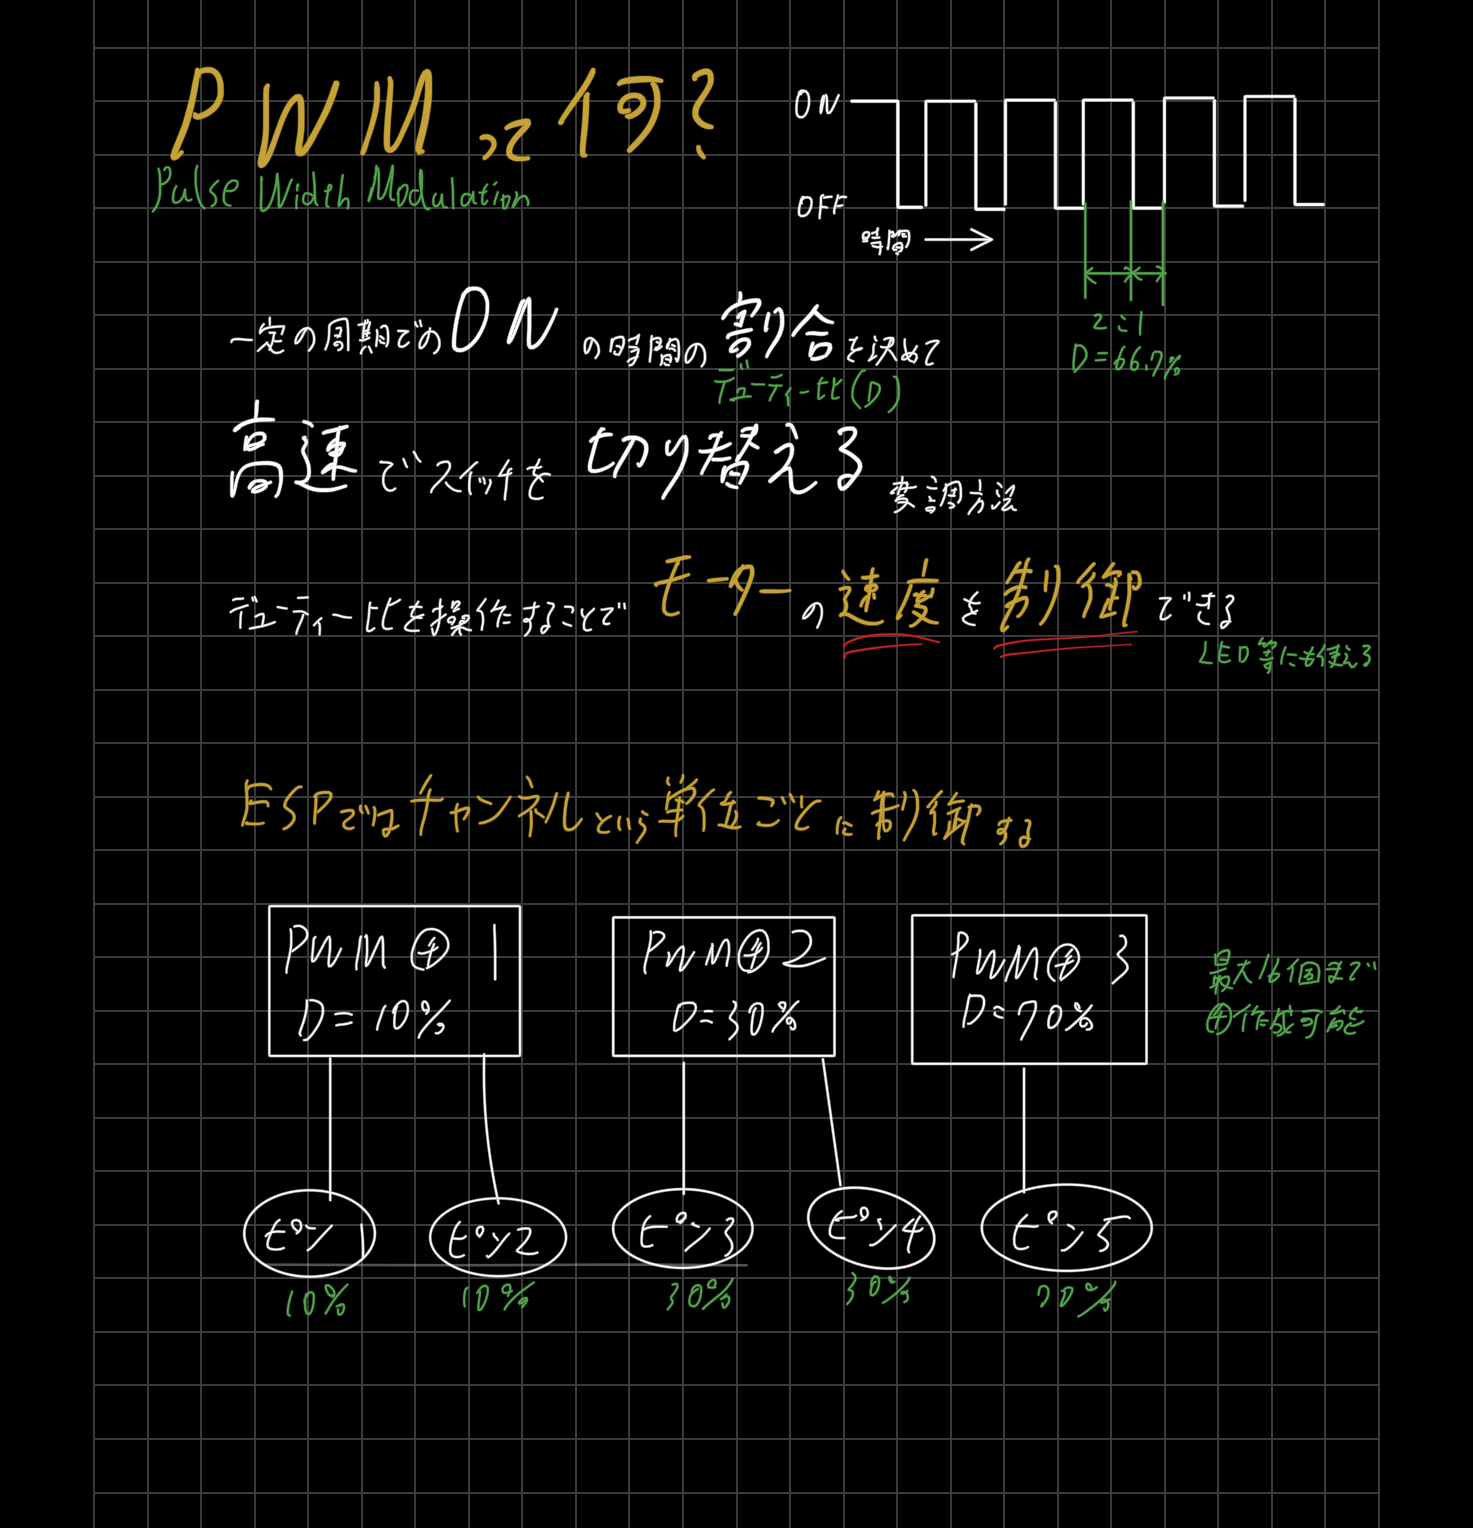 PWMって何?
Pulse Width Modulation
ON
OFF
時間
2:1
D=66.7%
一定の周期でのONの時間の割合を決めて
デューティー比(D)
高速でスイッチを切り替える変調方法
デューティー比を操作することでモーターの速度を制御できる
LED等にも使える
ESPではチャンネルという単位ごとに制御する
PWM㋠1
D=10%
PWM㋠2
D=30%
PWM㋠3
D=70%
最大16個まで
㋠作成可能
ピン1
ピン2
ピン3
ピン4
ピン5
10%
10%
30%
30%
70%